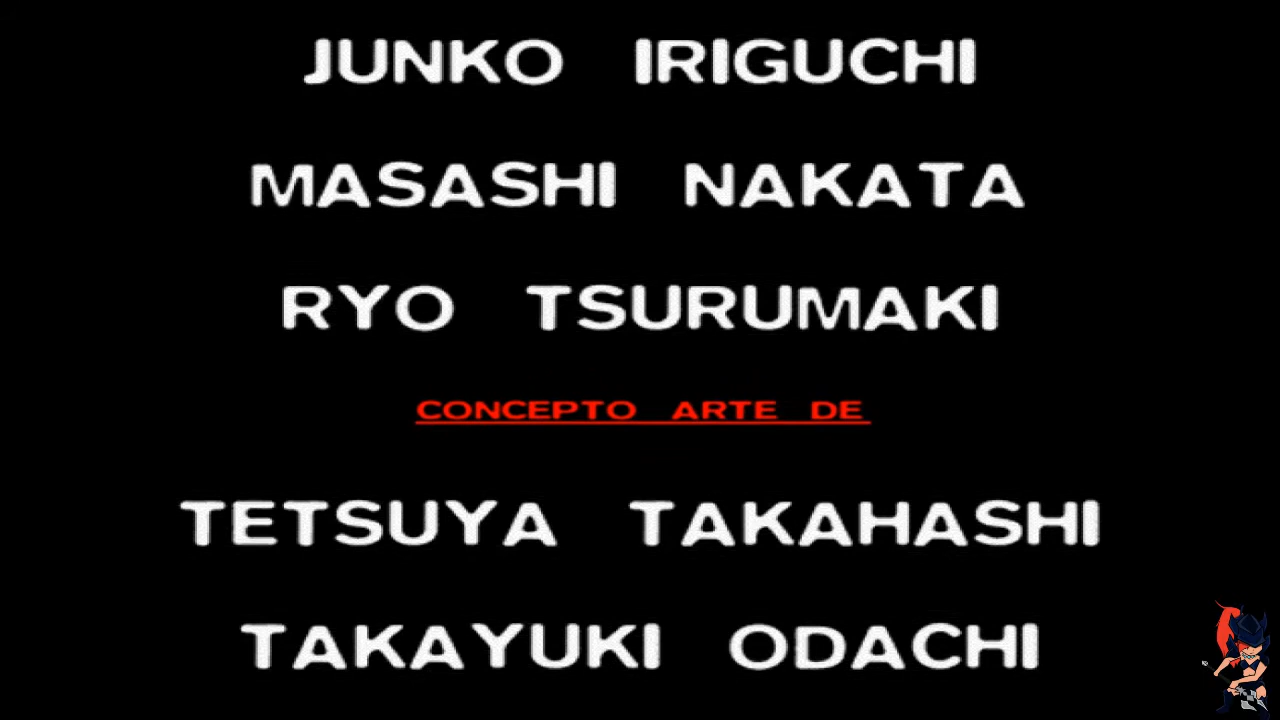 JUNKO IRIGUCHI
MASASHI NAKATA
RYO TSURUMAKI
CONCEPTO ARTE DE
TETSUYA TAKAHASHI
TAKAYUKI ODACHI